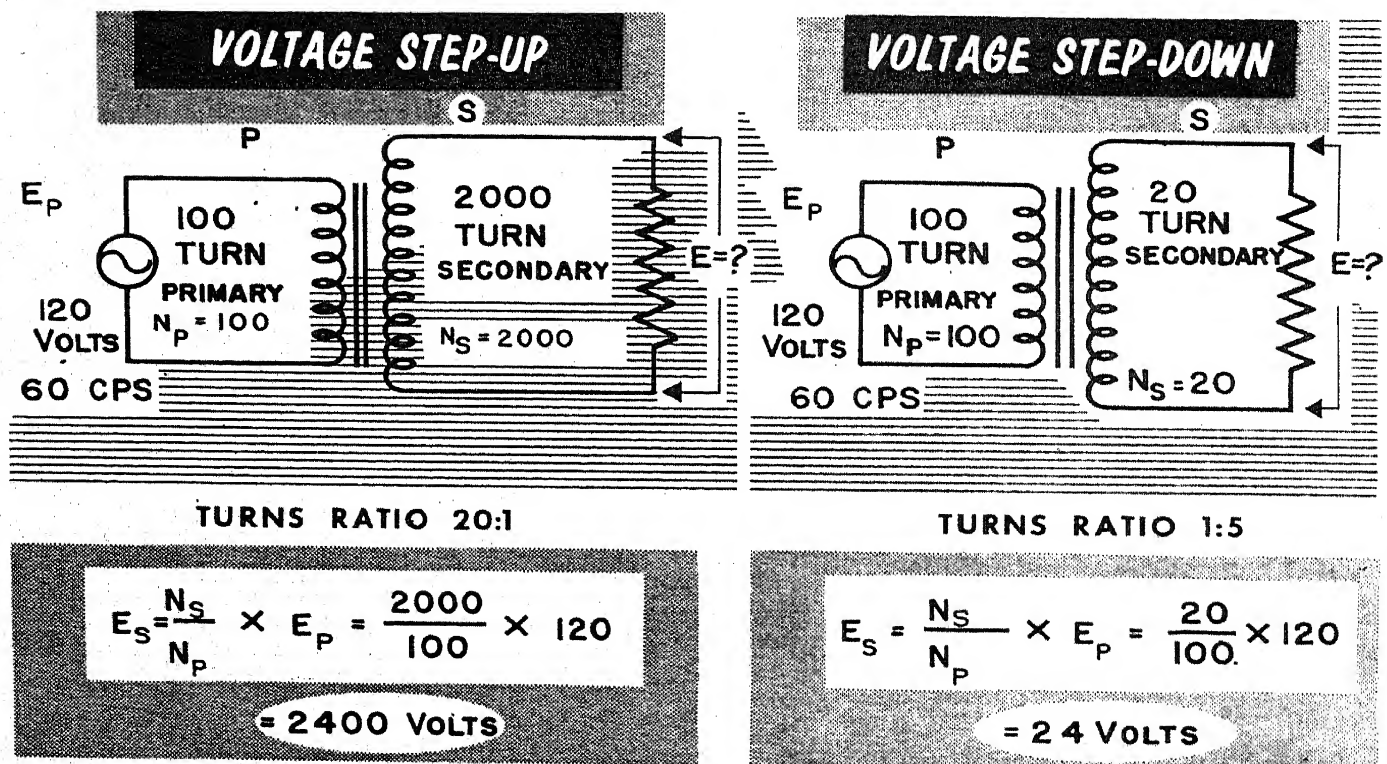 VOLTAGE STEP-UP
S
P
E_P
100
TURN
PRIMARY
N_P = 100
120
VOLTS
60 CPS
2000
TURN
SECONDARY
N_S = 2000
E=?
TURNS RATIO 20:1
E_S = N_S / N_P × E_P = 2000 / 100 × 120
= 2400 VOLTS
VOLTAGE STEP-DOWN
S
P
E_P
100
TURN
PRIMARY
N_P = 100
120
VOLTS
60 CPS
20
TURN
SECONDARY
N_S = 20
E=?
TURNS RATIO 1:5
E_S = N_S / N_P × E_P = 20 / 100. × 120
= 24 VOLTS